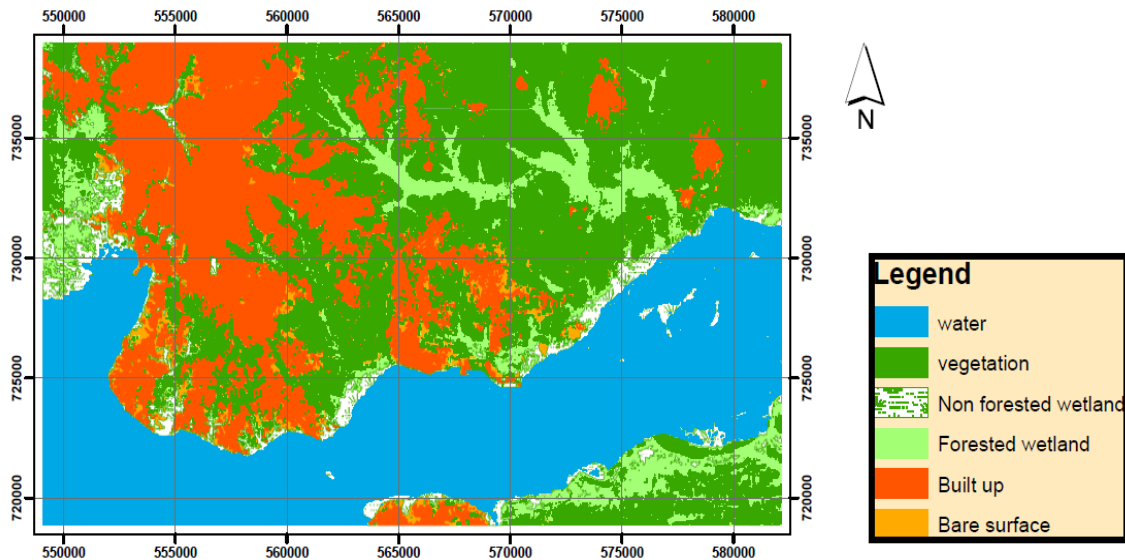 550000 555000 560000 565000 570000 575000 580000
735000 735000
730000 730000
725000 725000
720000 720000
550000 555000 560000 565000 570000 575000 580000
N
Legend
water
vegetation
Non forested wetland
Forested wetland
Built up
Bare surface